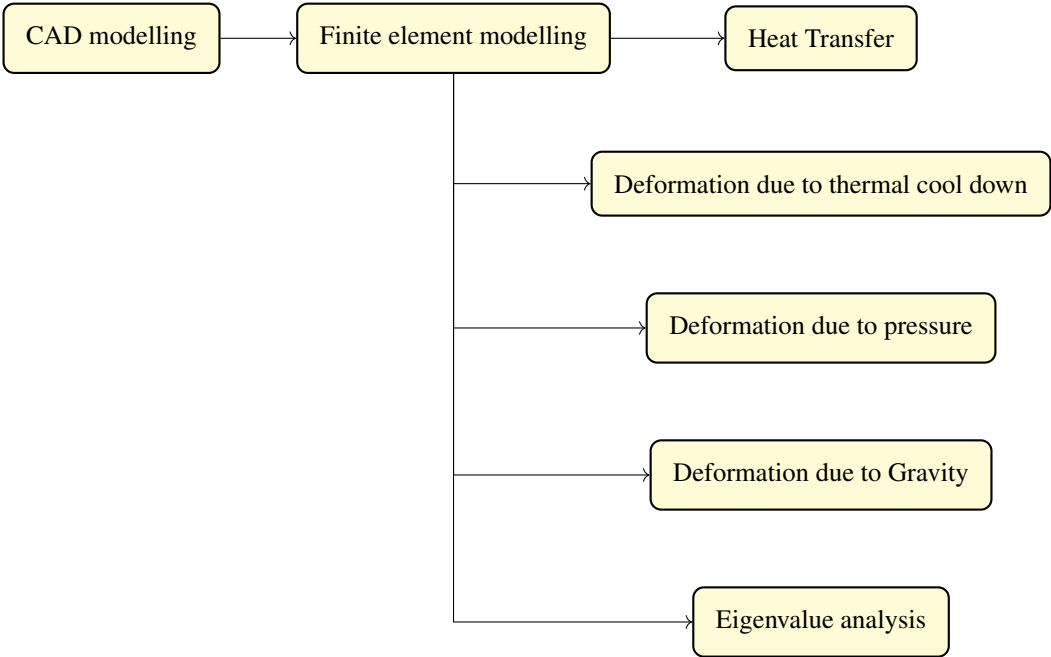 CAD modelling
Finite element modelling
Heat Transfer
Deformation due to thermal cool down
Deformation due to pressure
Deformation due to Gravity
Eigenvalue analysis